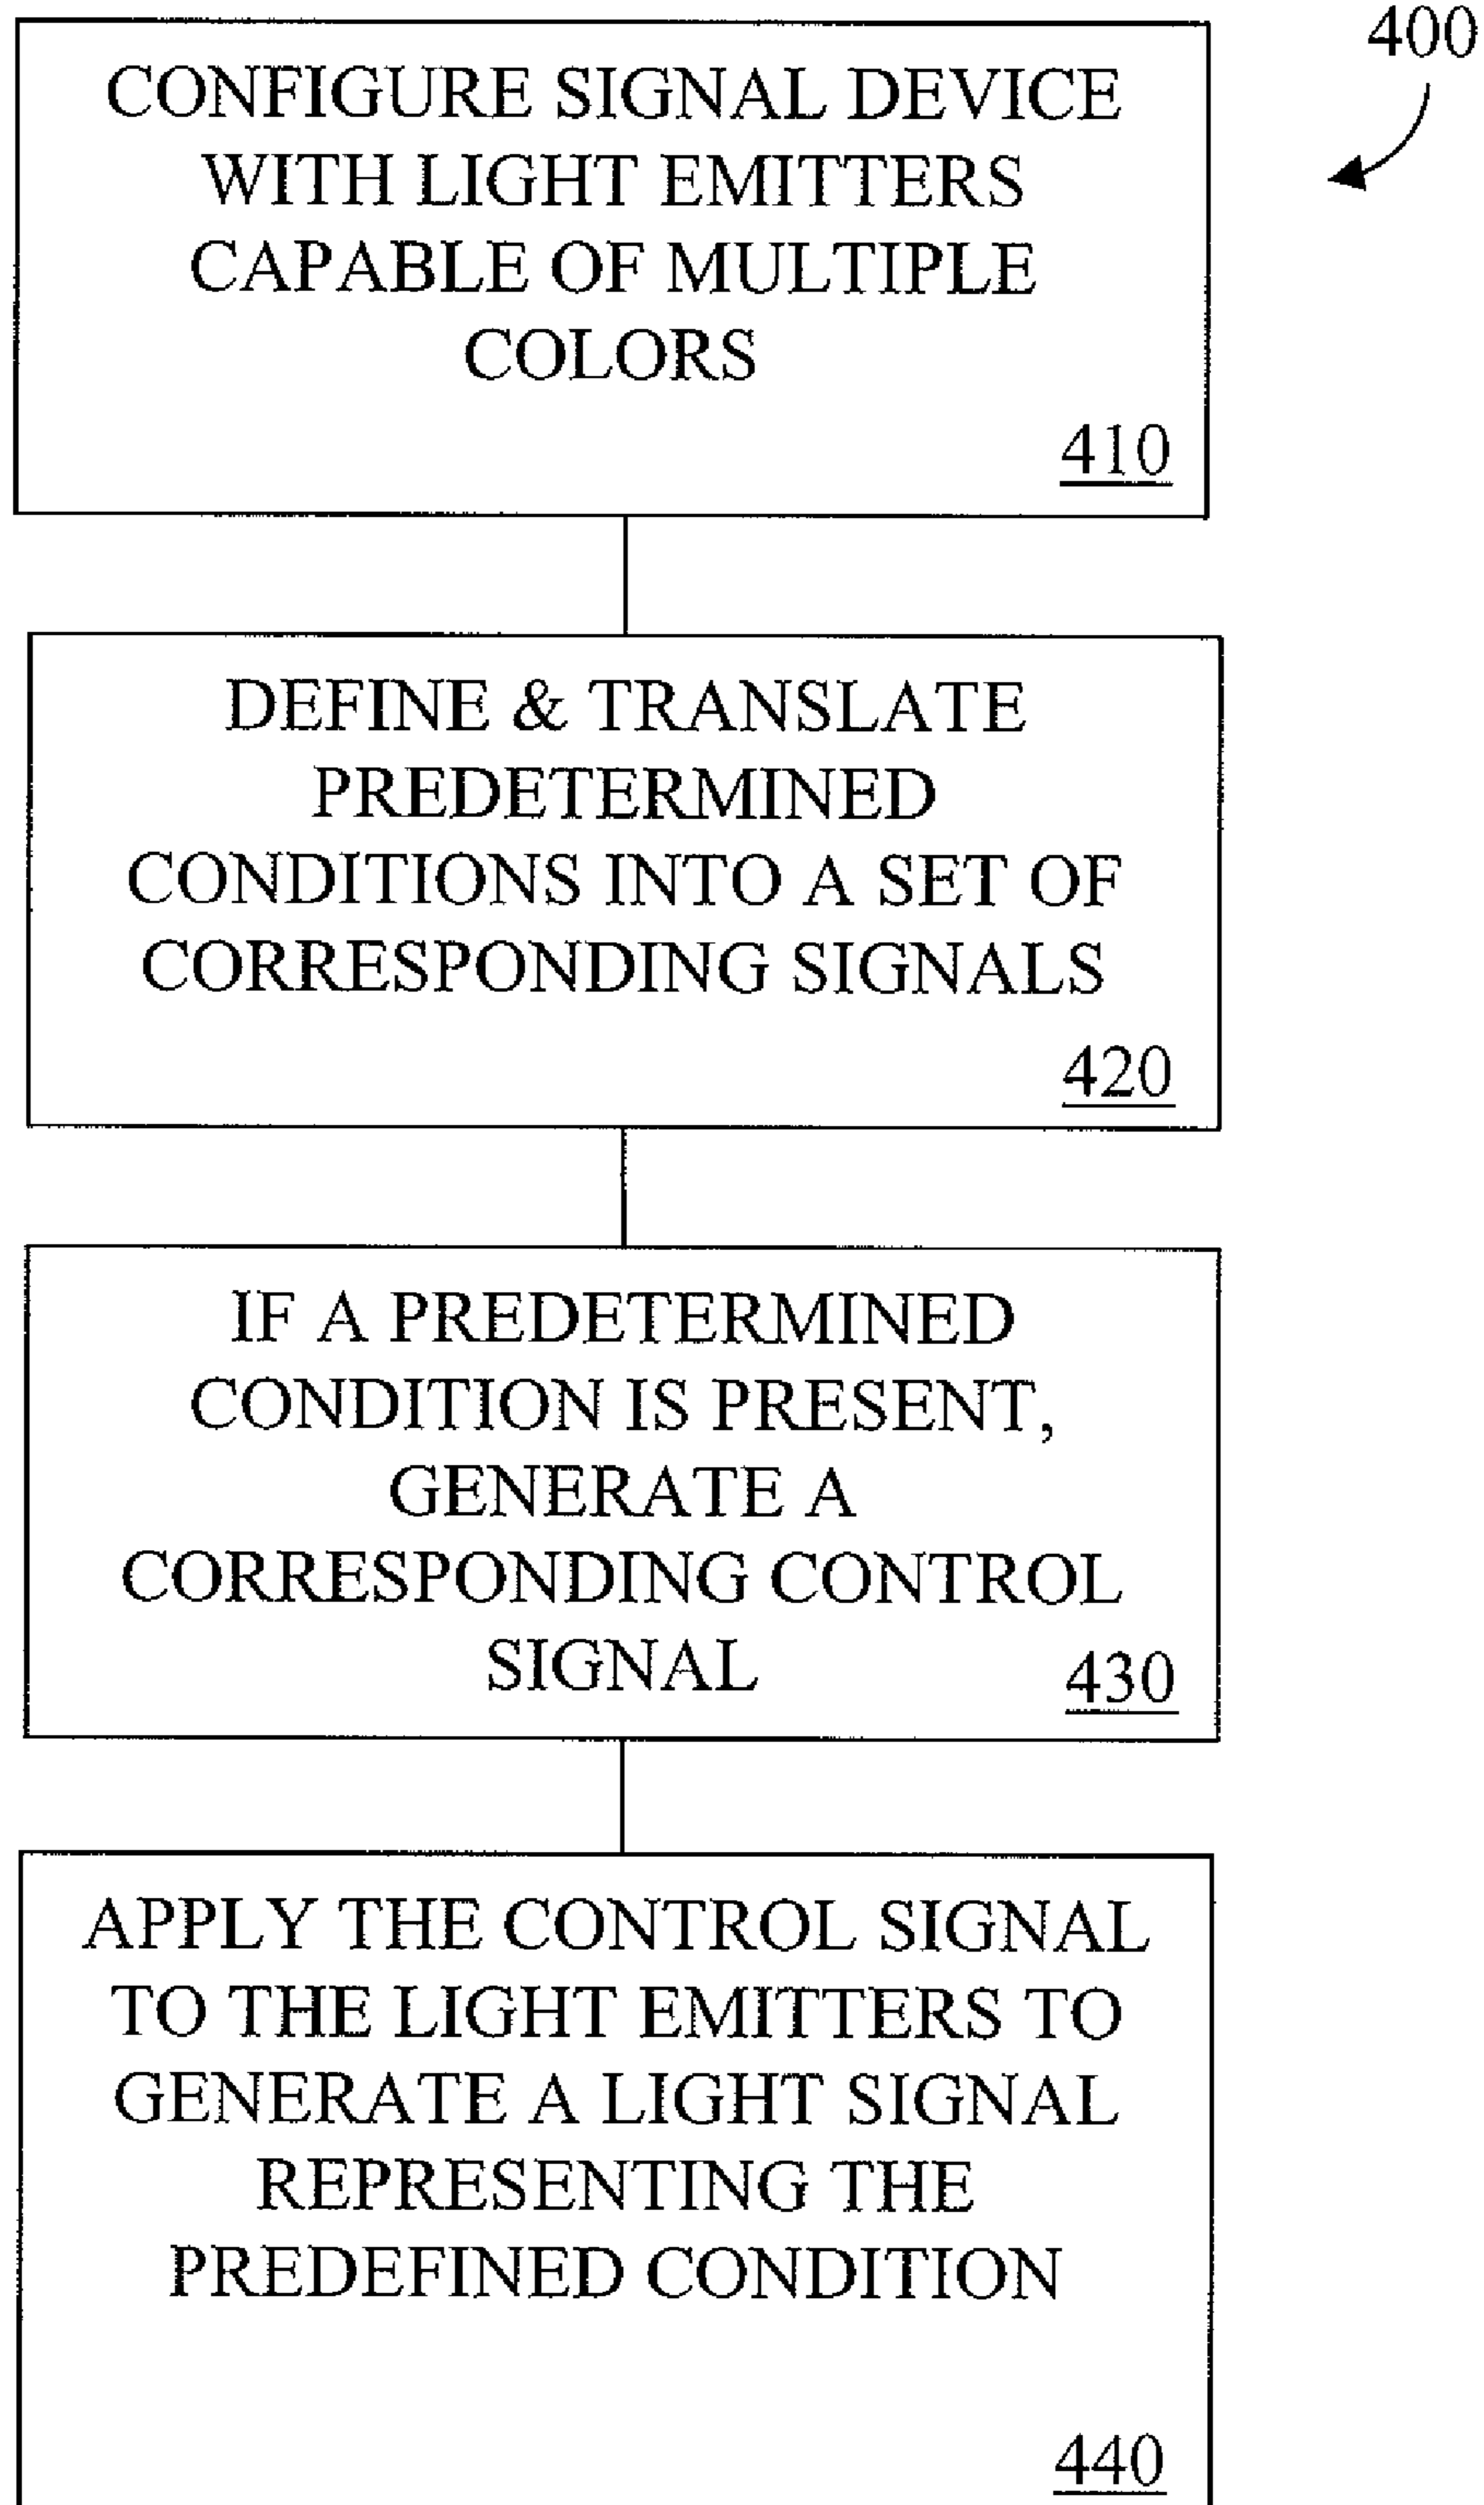 400
CONFIGURE SIGNAL DEVICE
WITH LIGHT EMITTERS
CAPABLE OF MULTIPLE
COLORS
410
DEFINE & TRANSLATE
PREDETERMINED
CONDITIONS INTO A SET OF
CORRESPONDING SIGNALS
420
IF A PREDETERMINED
CONDITION IS PRESENT,
GENERATE A
CORRESPONDING CONTROL
SIGNAL 430
APPLY THE CONTROL SIGNAL
TO THE LIGHT EMITTERS TO
GENERATE A LIGHT SIGNAL
REPRESENTING THE
PREDEFINED CONDITION
440